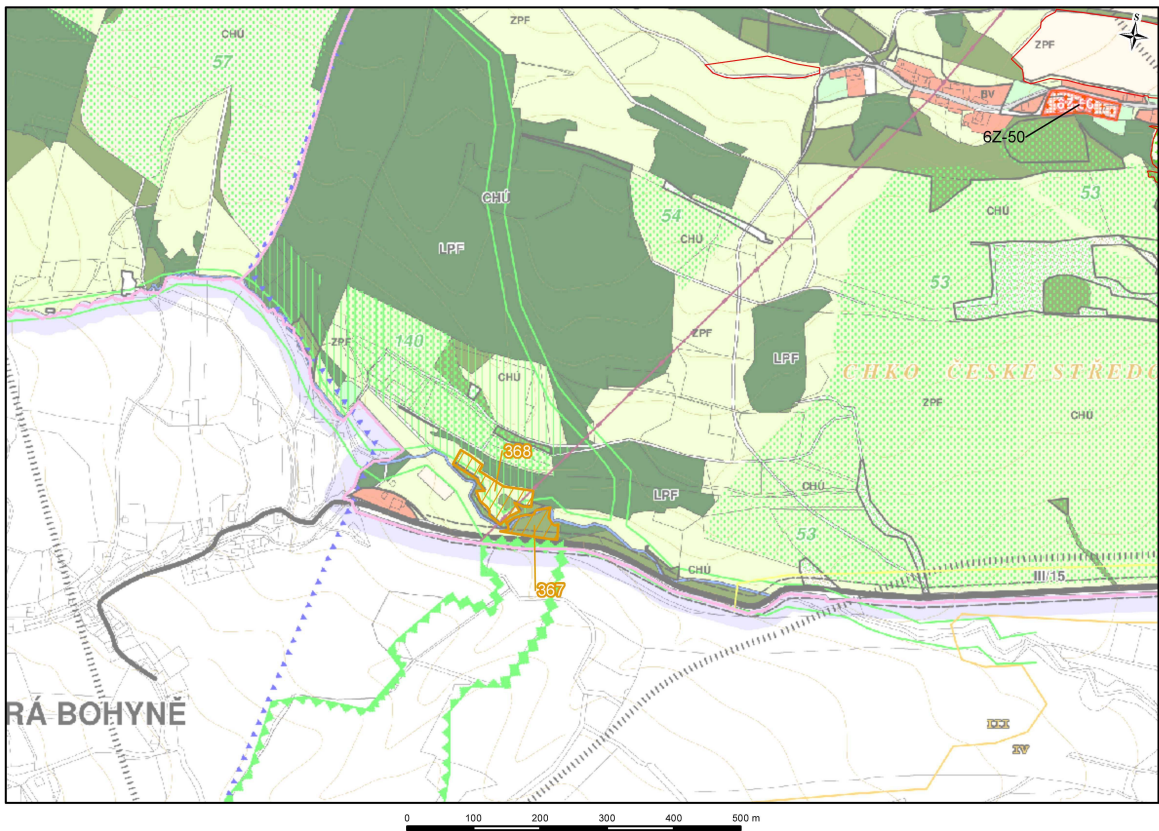 S
ZPF
CHÚ
57
ZPF
BV
6Z-50
CHÚ
53
54
CHÚ
CHÚ
LPF
53
ZPF
140
ZPF
LPF
CHÚ
CHKO ČESKÉ STŘEDO
ZPF
CHÚ
368
CHÚ
LPF
53
CHÚ
III/15
367
RÁ BOHYNĚ
III
IV
0 100 200 300 400 500 m